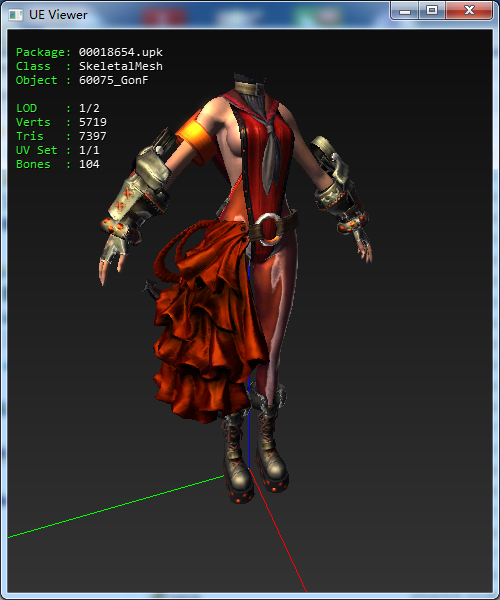 UE Viewer
Package: 00018654.upk
Class  : SkeletalMesh
Object : 60075_GonF
LOD    : 1/2
Verts  : 5719
Tris   : 7397
UV Set : 1/1
Bones  : 104